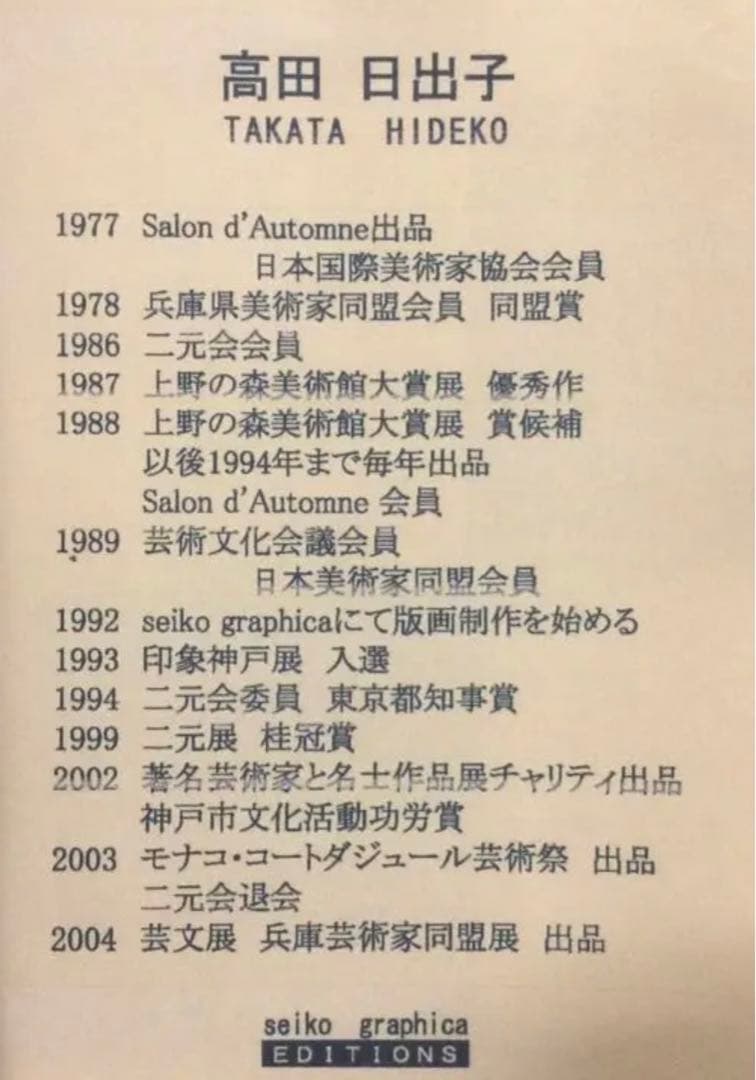 高田 日出子
TAKATA HIDEKO
1977 Salon d'Automne出品
日本国際美術家協会会員
1978 兵庫県美術家同盟会員 同盟賞
1986 二元会会員
1987 上野の森美術館大賞展 優秀作
1988 上野の森美術館大賞展 賞候補
以後1994年まで毎年出品
Salon d'Automne 会員
1989 芸術文化会議会員
日本美術家同盟会員
1992 seiko graphicaにて版画制作を始める
1993 印象神戸展 入選
1994 二元会委員 東京都知事賞
1999 二元展 桂冠賞
2002 著名芸術家と名士作品展チャリティ出品
神戸市文化活動功労賞
2003 モナコ・コートダジュール芸術祭 出品
二元会退会
2004 芸文展 兵庫芸術家同盟展 出品
seiko graphica
EDITIONS